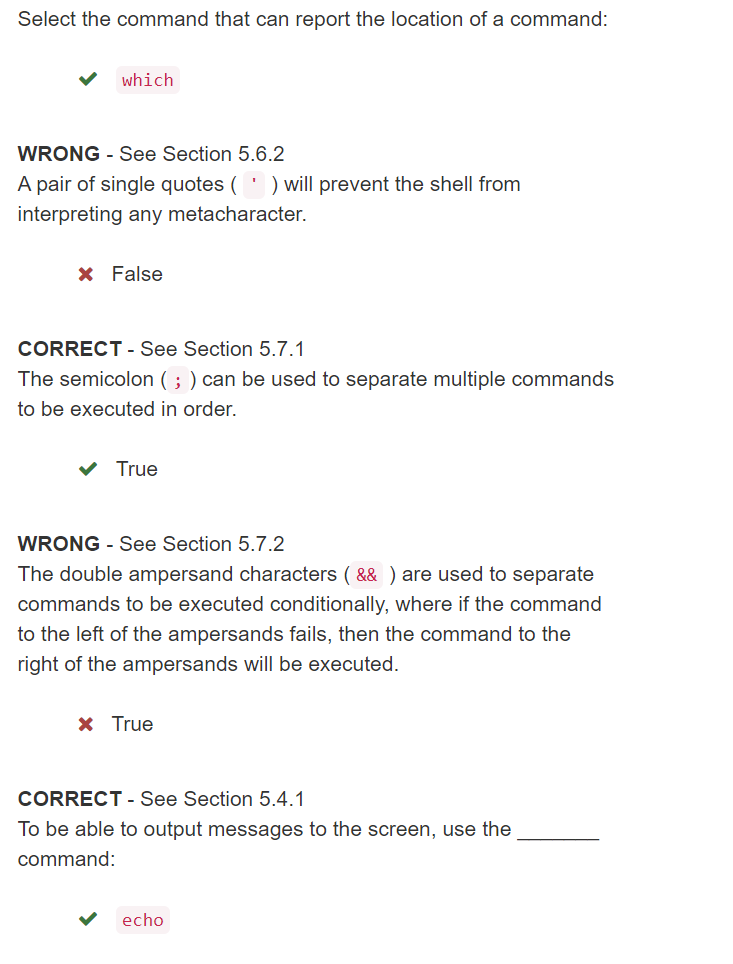 Select the command that can report the location of a command:
which
WRONG - See Section 5.6.2
A pair of single quotes ( ' ) will prevent the shell from
interpreting any metacharacter.
False
CORRECT - See Section 5.7.1
The semicolon ( ; ) can be used to separate multiple commands
to be executed in order.
True
WRONG - See Section 5.7.2
The double ampersand characters ( && ) are used to separate
commands to be executed conditionally, where if the command
to the left of the ampersands fails, then the command to the
right of the ampersands will be executed.
True
CORRECT - See Section 5.4.1
To be able to output messages to the screen, use the _______
command:
echo